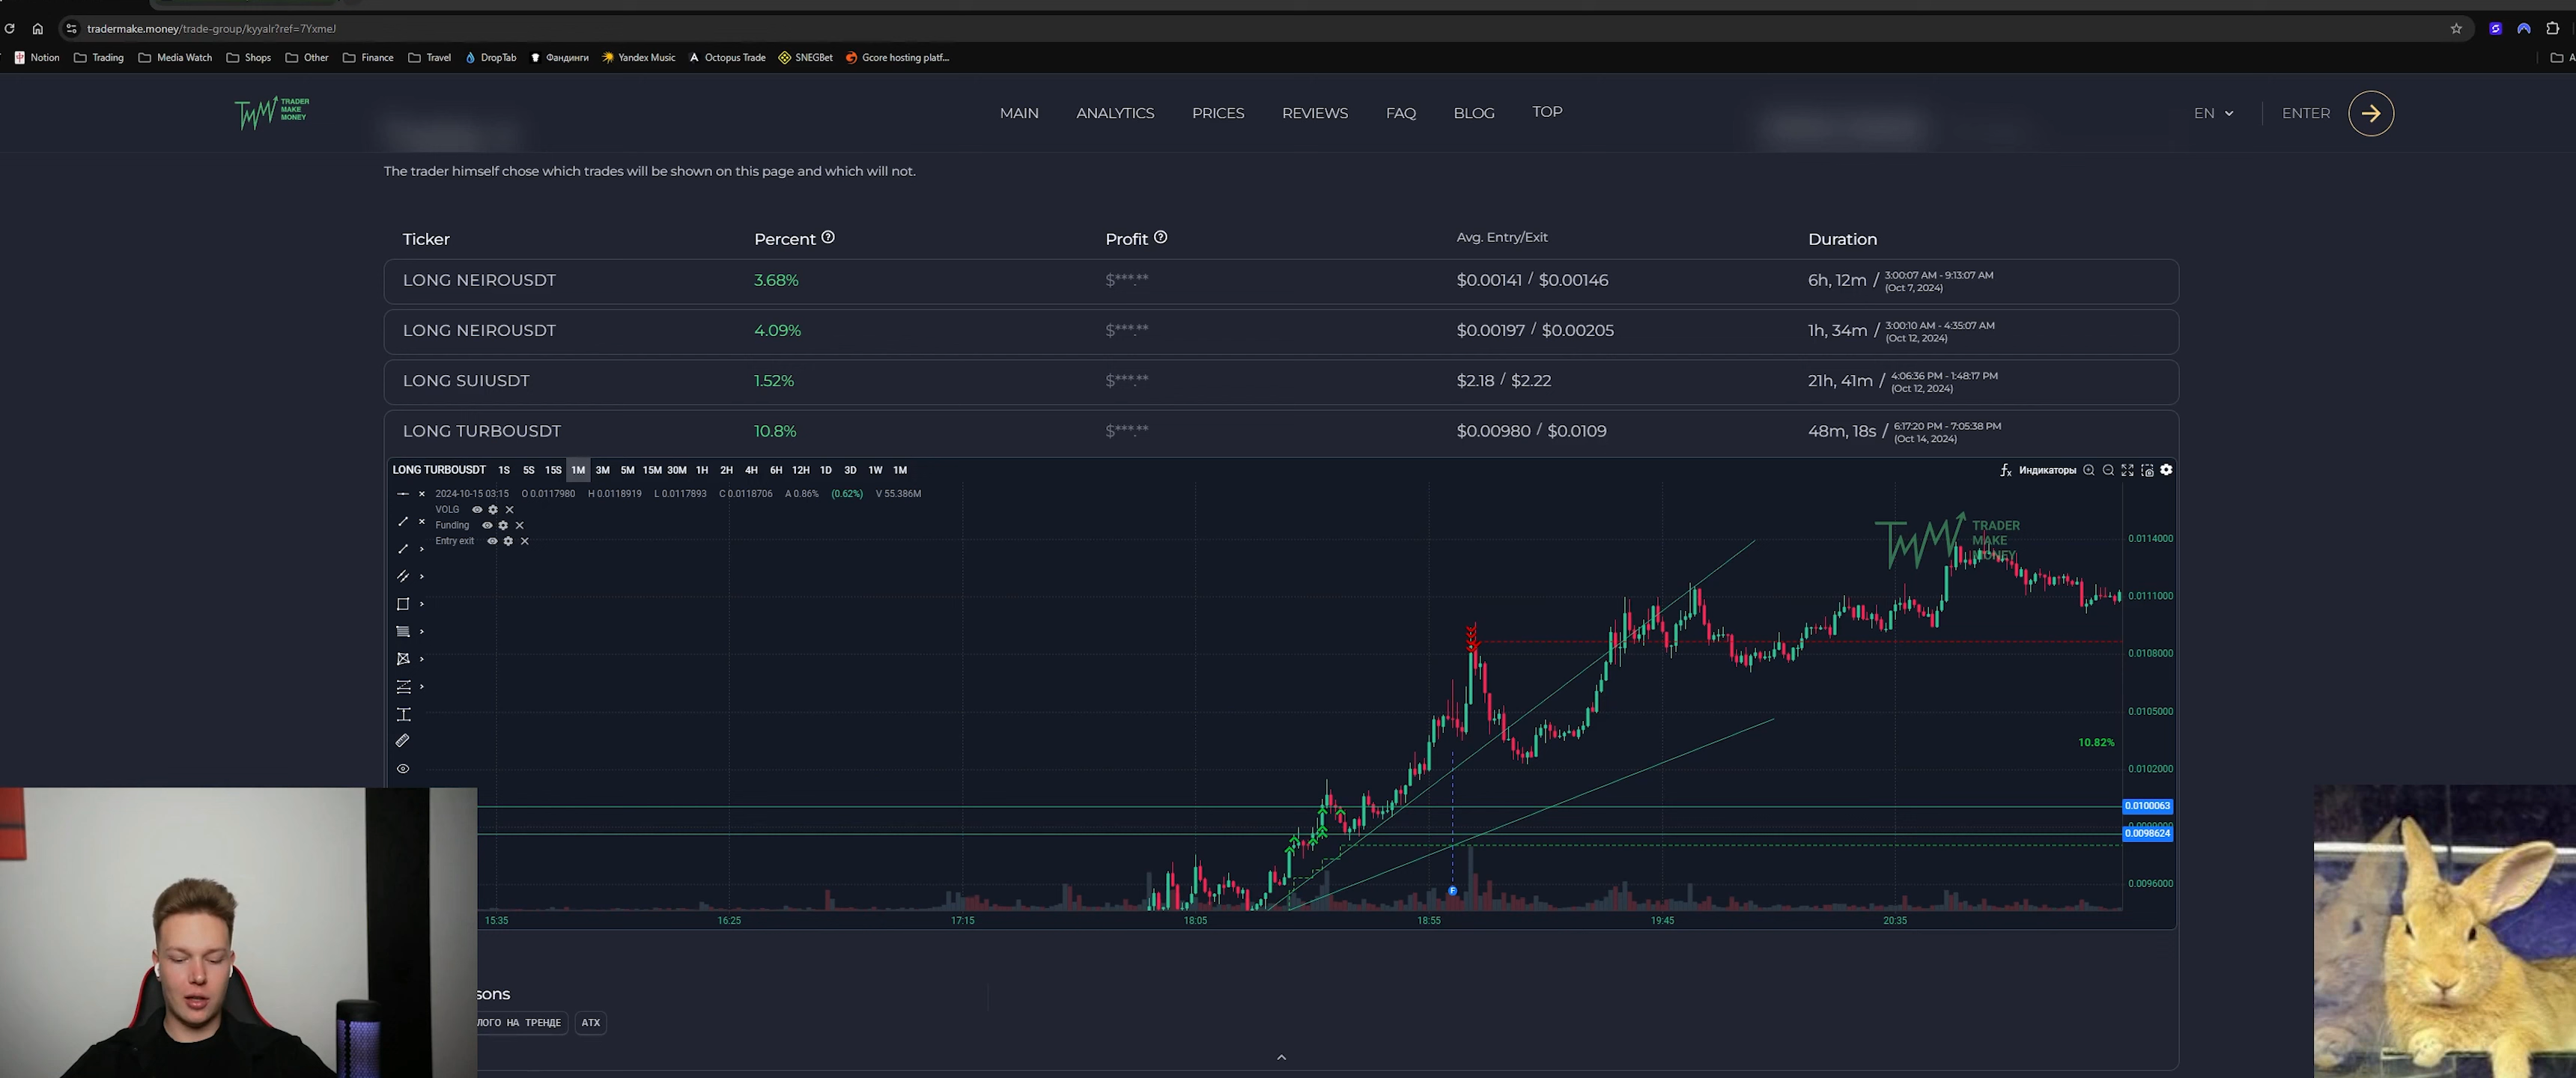 tradermake.money/trade-group/kyyalr?ref=7YxmeJ
Notion Trading Media Watch Shops Other Finance Travel DropTab Фандинги Yandex Music Octopus Trade SNEGBet Gcore hosting platf...
TRADER
MAKE
MONEY
MAIN ANALYTICS PRICES REVIEWS FAQ BLOG TOP
EN ENTER
The trader himself chose which trades will be shown on this page and which will not.
Ticker Percent Profit Avg. Entry/Exit Duration
LONG NEIROUSDT 3.68% $***.** $0.00141 / $0.00146 6h, 12m / 3:00:07 AM - 9:13:07 AM
(Oct 7, 2024)
LONG NEIROUSDT 4.09% $***.** $0.00197 / $0.00205 1h, 34m / 3:00:10 AM - 4:35:07 AM
(Oct 12, 2024)
LONG SUIUSDT 1.52% $***.** $2.18 / $2.22 21h, 41m / 4:06:36 PM - 1:48:17 PM
(Oct 12, 2024)
LONG TURBOUSDT 10.8% $***.** $0.00980 / $0.0109 48m, 18s / 6:17:20 PM - 7:05:38 PM
(Oct 14, 2024)
LONG TURBOUSDT 1S 5S 15S 1M 3M 5M 15M 30M 1H 2H 4H 6H 12H 1D 3D 1W 1M Индикаторы
2024-10-15 03:15 O 0.0117980 H 0.0118919 L 0.0117893 C 0.0118706 A 0.86% (0.62%) V 55.386M
VOLG
Funding
Entry exit
TRADER
MAKE
MONEY
0.0114000
0.0111000
0.0108000
0.0105000
10.82%
0.0102000
0.0100063
0.0098624
0.0096000
F
15:35 16:25 17:15 18:05 18:55 19:45 20:35
sons
ЛОГО НА ТРЕНДЕ ATX